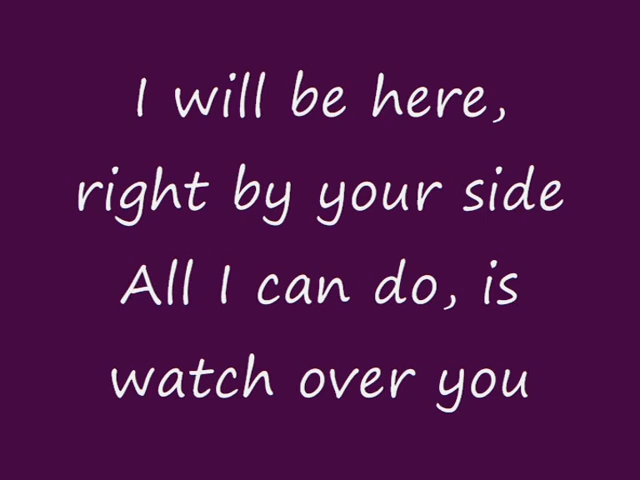 I will be here,
right by your side
All I can do, is
watch over you